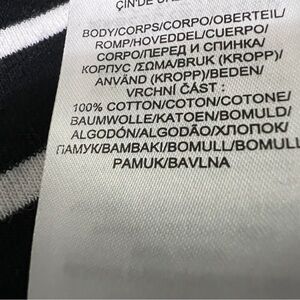 BODY/CORPS/CORPO/OBERTEIL/
ROMP/HOVEDDEL/CUERPO/
CORPO/ПЕРЕД И СПИНКА/
КОРПУС /ΣΩΜΑ/BRUK (KROPP)/
ANVÄND (KROPP)/BEDEN/
VRCHNÍ ČÁST :
100% COTTON/COTON/COTONE/
BAUMWOLLE/KATOEN/BOMULD/
ALGODÓN/ALGODÃO/ХЛОПОК/
ПАМУК/BAMBAKI/BOMULL/BOMULL
PAMUK/BAVLNA